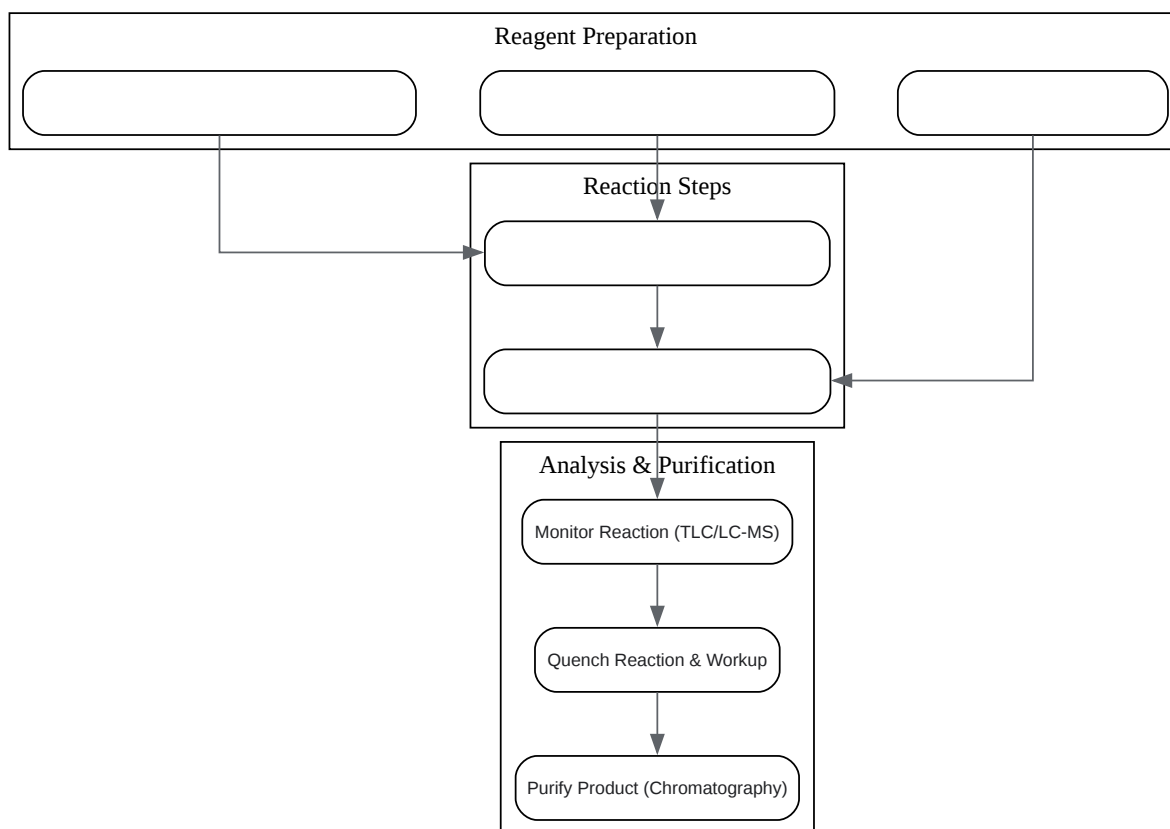 Reagent Preparation
Reaction Steps
Analysis & Purification
Monitor Reaction (TLC/LC-MS)
Quench Reaction & Workup
Purify Product (Chromatography)